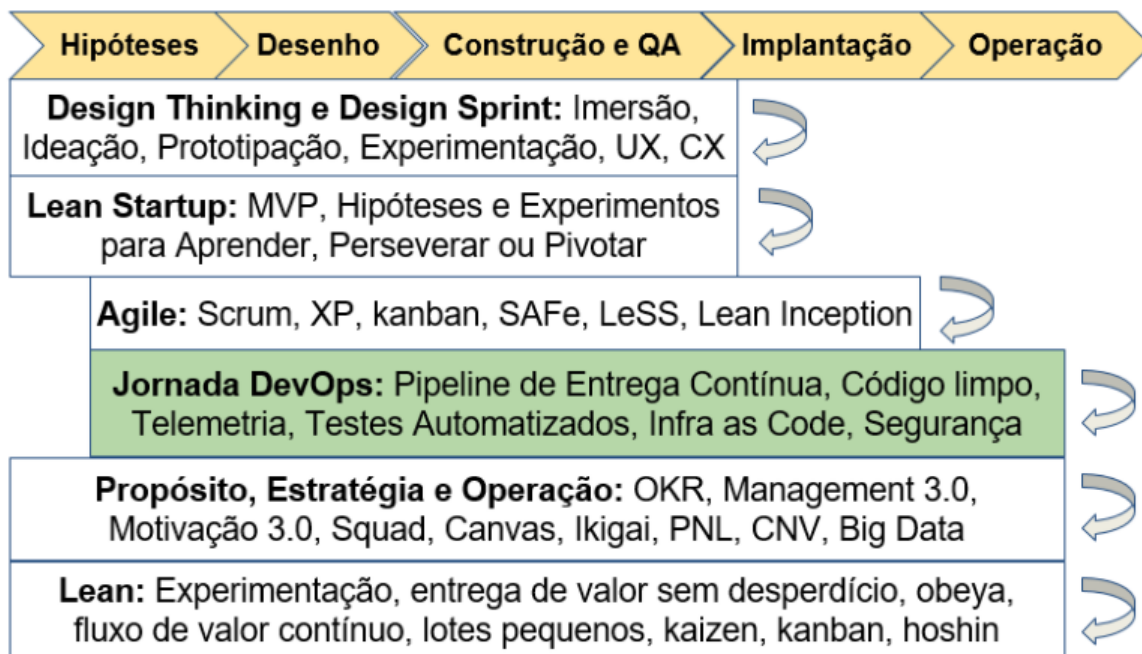 Hipóteses
Desenho
Construção e QA
Implantação
Operação
Design Thinking e Design Sprint: Imersão,
Ideação, Prototipação, Experimentação, UX, CX
Lean Startup: MVP, Hipóteses e Experimentos
para Aprender, Perseverar ou Pivotar
Agile: Scrum, XP, kanban, SAFe, LeSS, Lean Inception
Jornada DevOps: Pipeline de Entrega Contínua, Código limpo,
Telemetria, Testes Automatizados, Infra as Code, Segurança
Propósito, Estratégia e Operação: OKR, Management 3.0,
Motivação 3.0, Squad, Canvas, Ikigai, PNL, CNV, Big Data
Lean: Experimentação, entrega de valor sem desperdício, obeya,
fluxo de valor contínuo, lotes pequenos, kaizen, kanban, hoshin